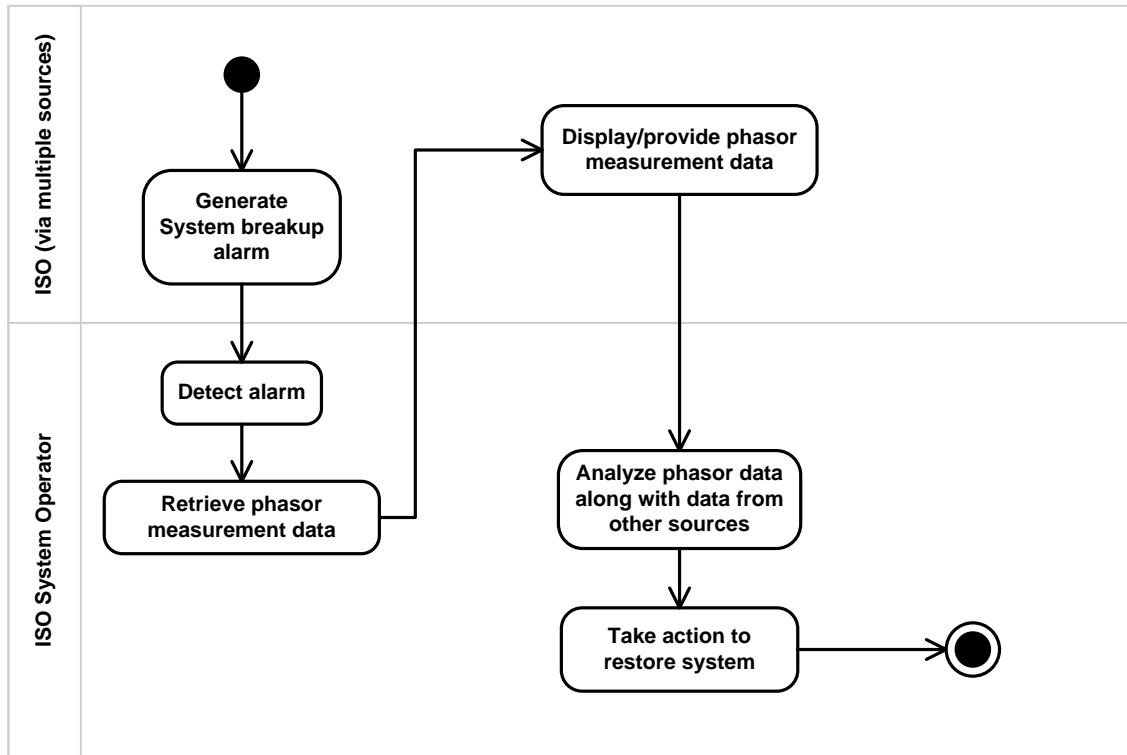 ISO (via multiple sources)
Generate
System breakup
alarm
Display/provide phasor
measurement data
ISO System Operator
Detect alarm
Retrieve phasor
measurement data
Analyze phasor data
along with data from
other sources
Take action to
restore system